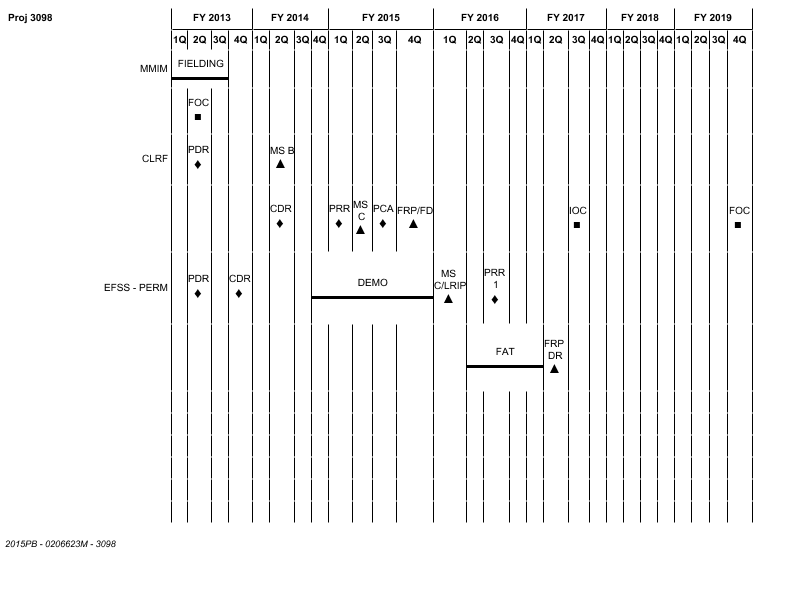 Proj 3098
FY 2013 FY 2014 FY 2015 FY 2016 FY 2017 FY 2018 FY 2019
1Q 2Q 3Q 4Q 1Q 2Q 3Q 4Q 1Q 2Q 3Q 4Q 1Q 2Q 3Q 4Q 1Q 2Q 3Q 4Q 1Q 2Q 3Q 4Q 1Q 2Q 3Q 4Q
MMIM FIELDING
FOC
CLRF PDR MS B
CDR PRR MS C PCA FRP/FD IOC FOC
EFSS - PERM PDR CDR DEMO MS C/LRIP PRR 1
FAT FRP DR
2015PB - 0206623M - 3098